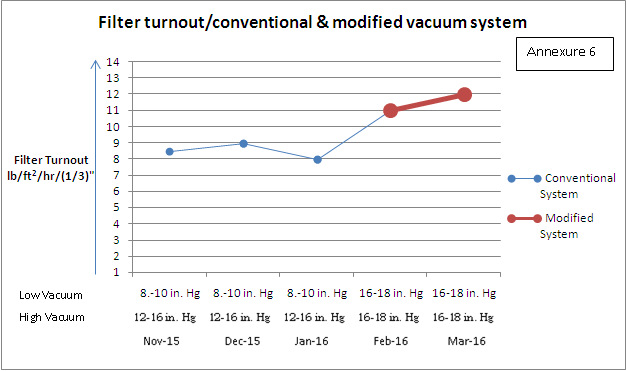 Filter turnout/conventional & modified vacuum system
Annexure 6
14
13
12
11
10
9
8
7
6
5
4
3
2
1
Filter Turnout
lb/ft²/hr/(1/3)"
Conventional
System
Modified
System
Low Vacuum 8.-10 in. Hg 8.-10 in. Hg 8.-10 in. Hg 16-18 in. Hg 16-18 in. Hg
High Vacuum 12-16 in. Hg 12-16 in. Hg 12-16 in. Hg 16-18 in. Hg 16-18 in. Hg
Nov-15 Dec-15 Jan-16 Feb-16 Mar-16